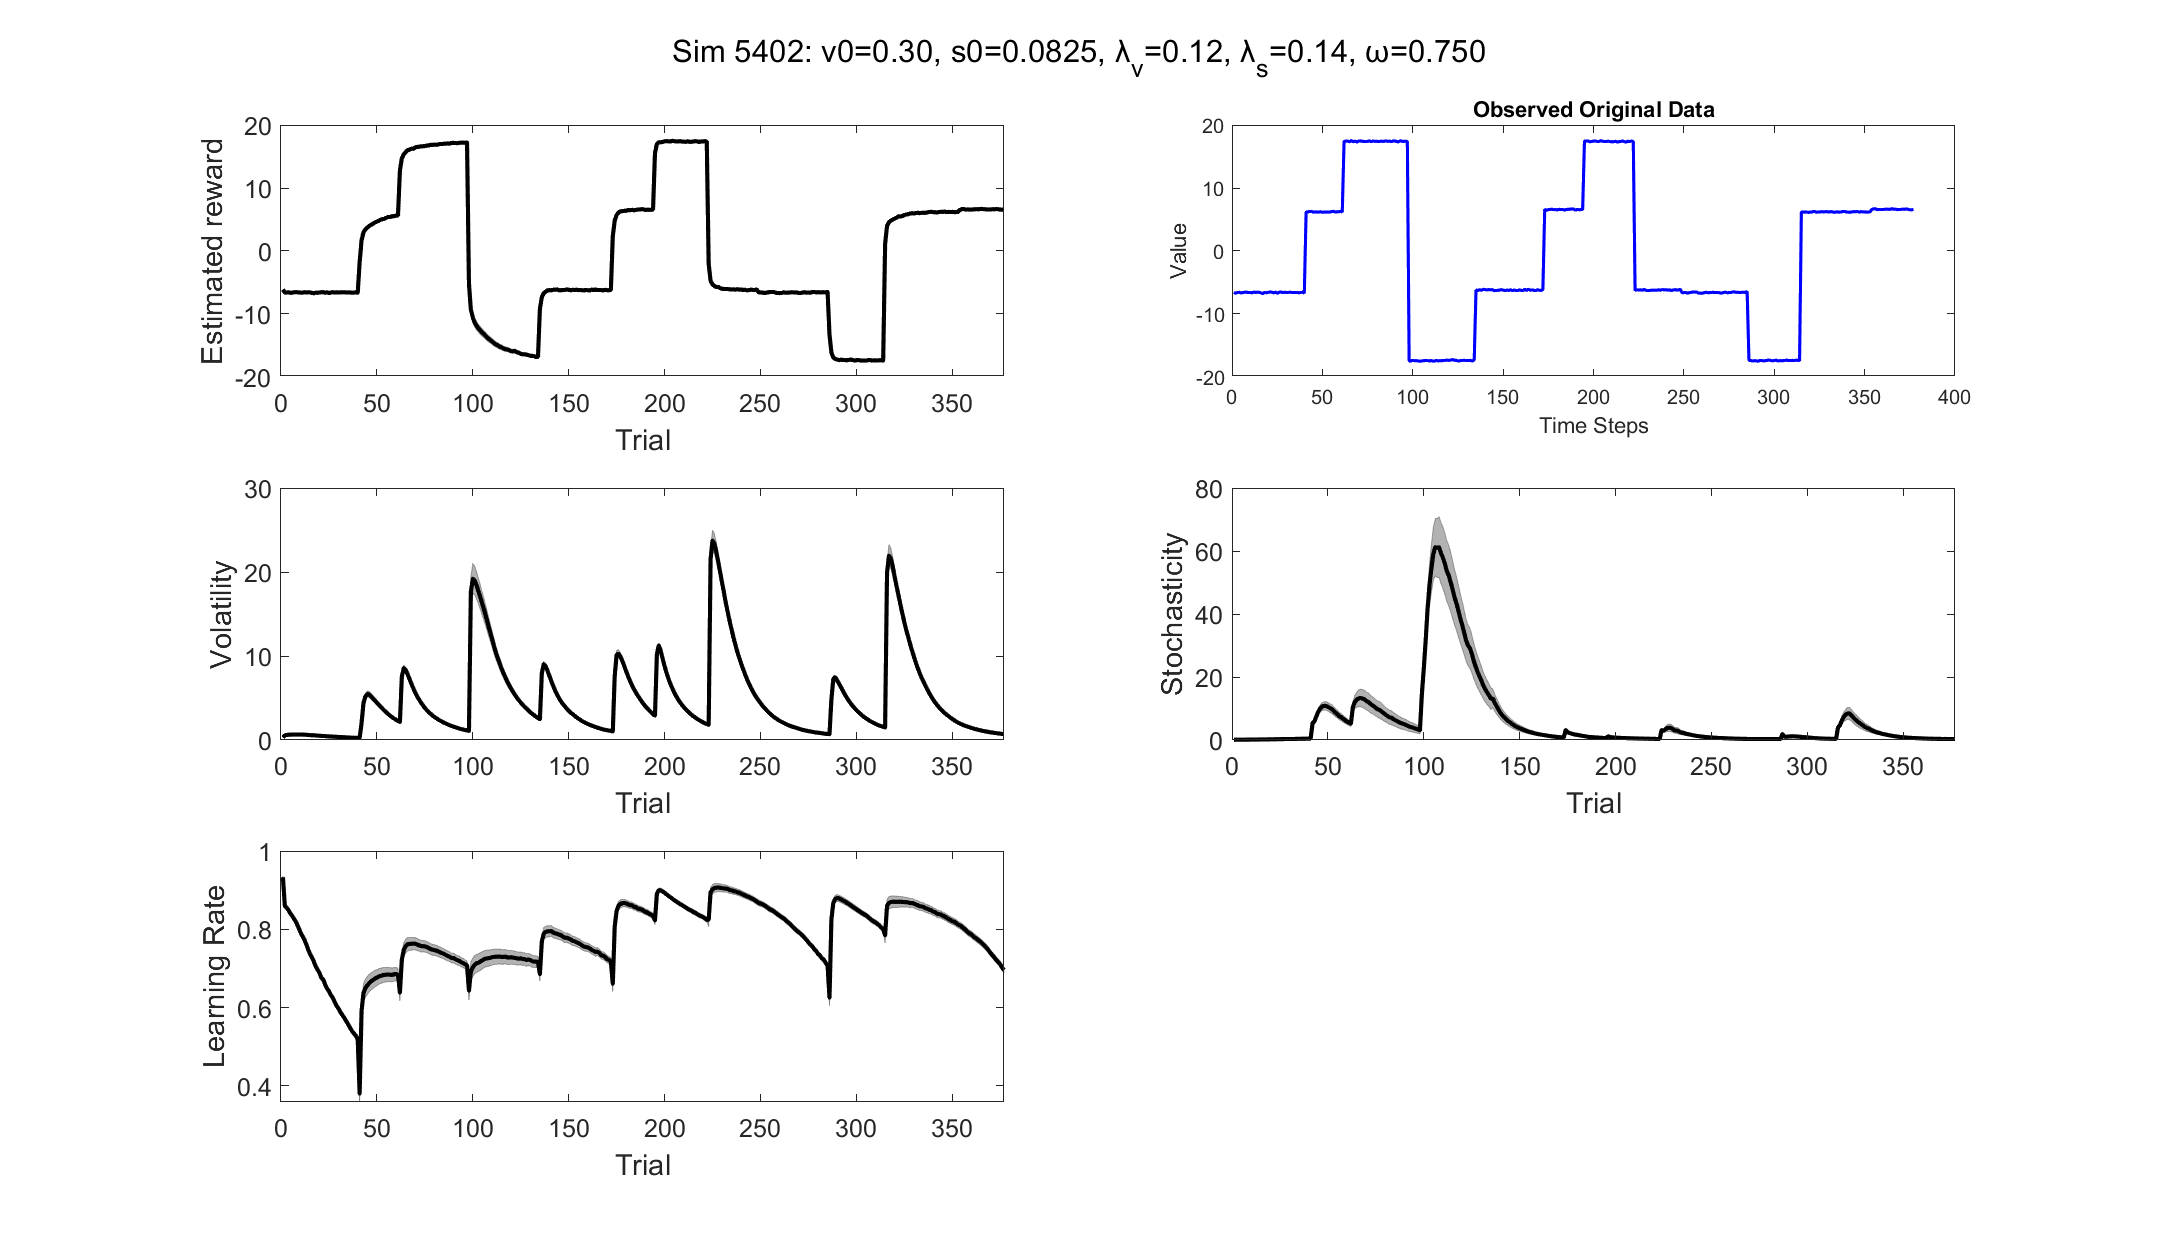 Sim 5402: v0=0.30, s0=0.0825, λ_v=0.12, λ_s=0.14, ω=0.750
Estimated reward
20
10
0
-10
-20
0 50 100 150 200 250 300 350
Trial
Observed Original Data
Value
20
10
0
-10
-20
0 50 100 150 200 250 300 350 400
Time Steps
Volatility
30
20
10
0
0 50 100 150 200 250 300 350
Trial
Stochasticity
80
60
40
20
0
0 50 100 150 200 250 300 350
Trial
Learning Rate
1
0.8
0.6
0.4
0 50 100 150 200 250 300 350
Trial